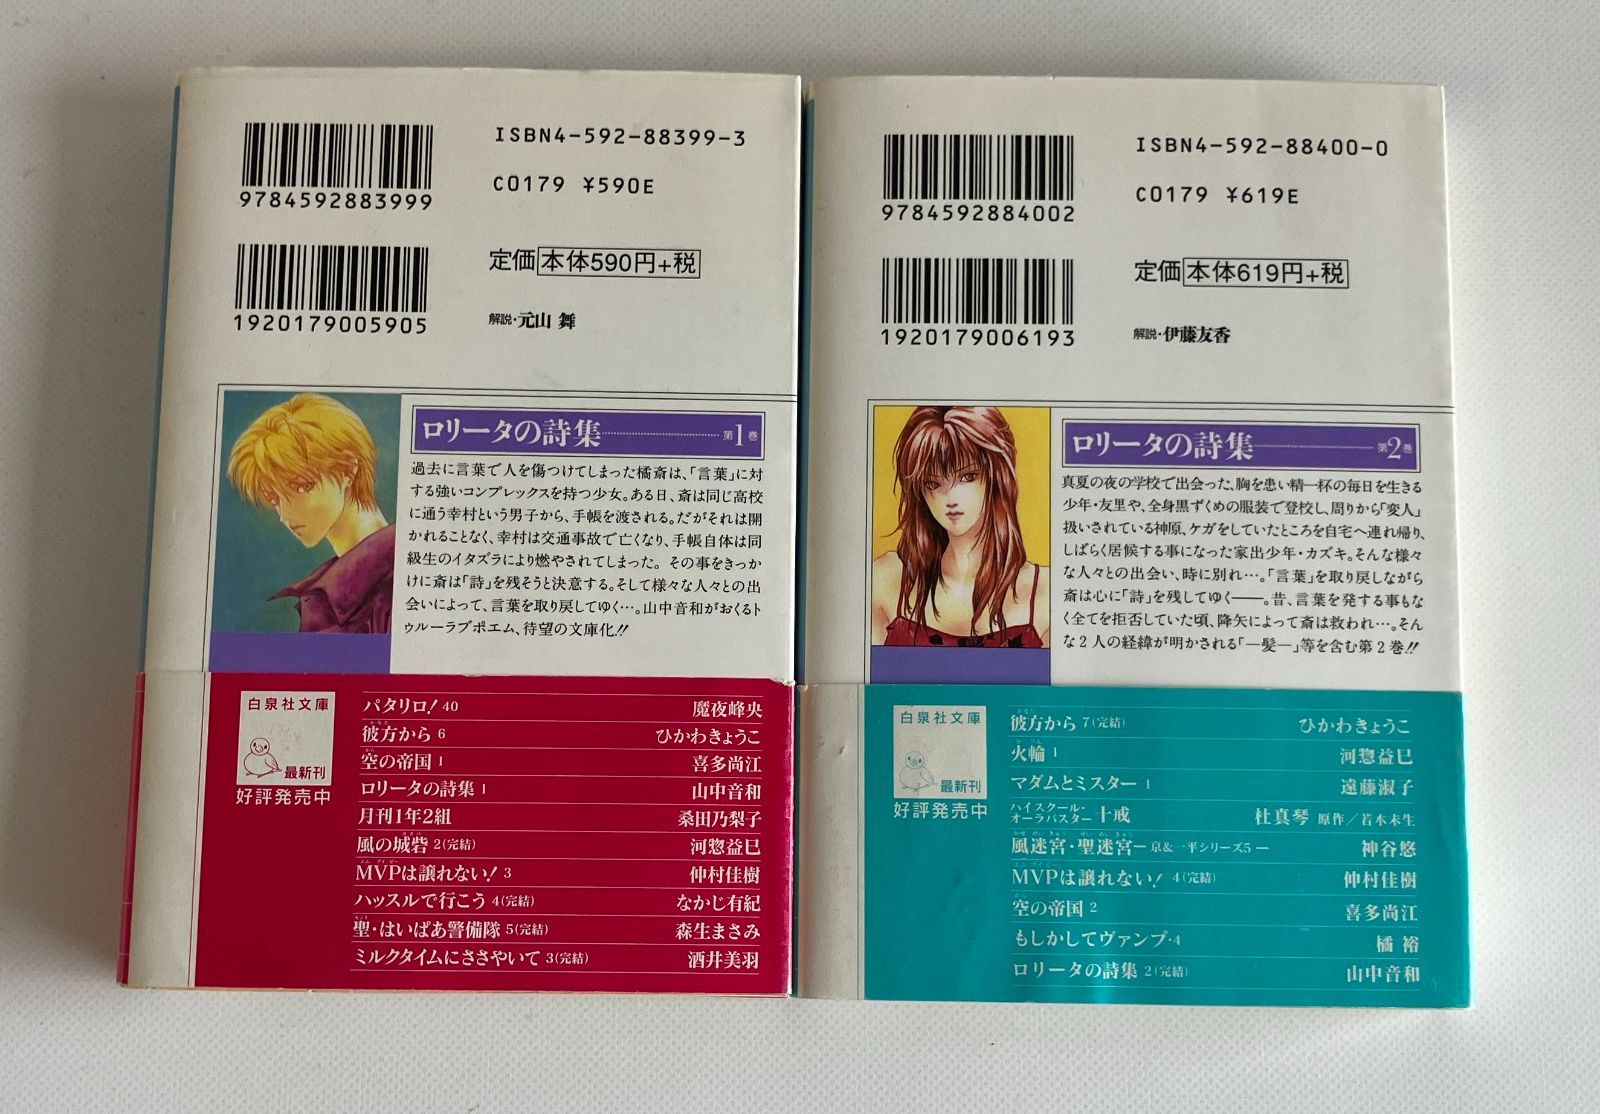 ISBN4-592-88399-3
9784592883999
C0179 ¥590E
定価 本体590円+税
1920179005905
解説・元山 舞
ロリータの詩集 第1巻
過去に言葉で人を傷つけてしまった橘斎は、「言葉」に対
する強いコンプレックスを持つ少女。ある日、斎は同じ高校
に通う幸村という男子から、手帳を渡される。だがそれは開
かれることなく、幸村は交通事故で亡くなり、手帳自体は同
級生のイタズラにより燃やされてしまった。その事をきっか
けに斎は「詩」を残そうと決意する。そして様々な人々との出
会いによって、言葉を取り戻してゆく…。山中音和がおくるト
ゥルーラブポエム、待望の文庫化!!
白泉社文庫
最新刊
好評発売中
パタリロ! 40 魔夜峰央
彼方から 6 ひかわきょうこ
空の帝国 1 喜多尚江
ロリータの詩集 1 山中音和
月刊1年2組 桑田乃梨子
風の城砦 2(完結) 河惣益巳
MVPは譲れない! 3 仲村佳樹
ハッスルで行こう 4(完結) なかじ有紀
聖・はいぱあ警備隊 5(完結) 森生まさみ
ミルクタイムにささやいて 3(完結) 酒井美羽
ISBN4-592-88400-0
9784592884002
C0179 ¥619E
定価 本体619円+税
1920179006193
解説・伊藤友香
ロリータの詩集 第2巻
真夏の夜の学校で出会った、胸を患い精一杯の毎日を生きる
少年・友里や、全身黒ずくめの服装で登校し、周りから「変人」
扱いされている神原、ケガをしていたところを自宅へ連れ帰り、
しばらく居候する事になった家出少年・カズキ。そんな様々
な人々との出会い、時に別れ…。「言葉」を取り戻しながら
斎は心に「詩」を残してゆく――。昔、言葉を発する事もな
く全てを拒否していた頃、降矢によって斎は救われ…。そん
な2人の経緯が明かされる「―髪―」等を含む第2巻!!
白泉社文庫
最新刊
好評発売中
彼方から 7(完結) ひかわきょうこ
火輪 1 河惣益巳
マダムとミスター 1 遠藤淑子
ハイスクール・オーラバスター 十戒 杜真琴 原作/若木未生
風迷宮・聖迷宮―京&一平シリーズ5― 神谷悠
MVPは譲れない! 4(完結) 仲村佳樹
空の帝国 2 喜多尚江
もしかしてヴァンプ・4 橘 裕
ロリータの詩集 2(完結) 山中音和